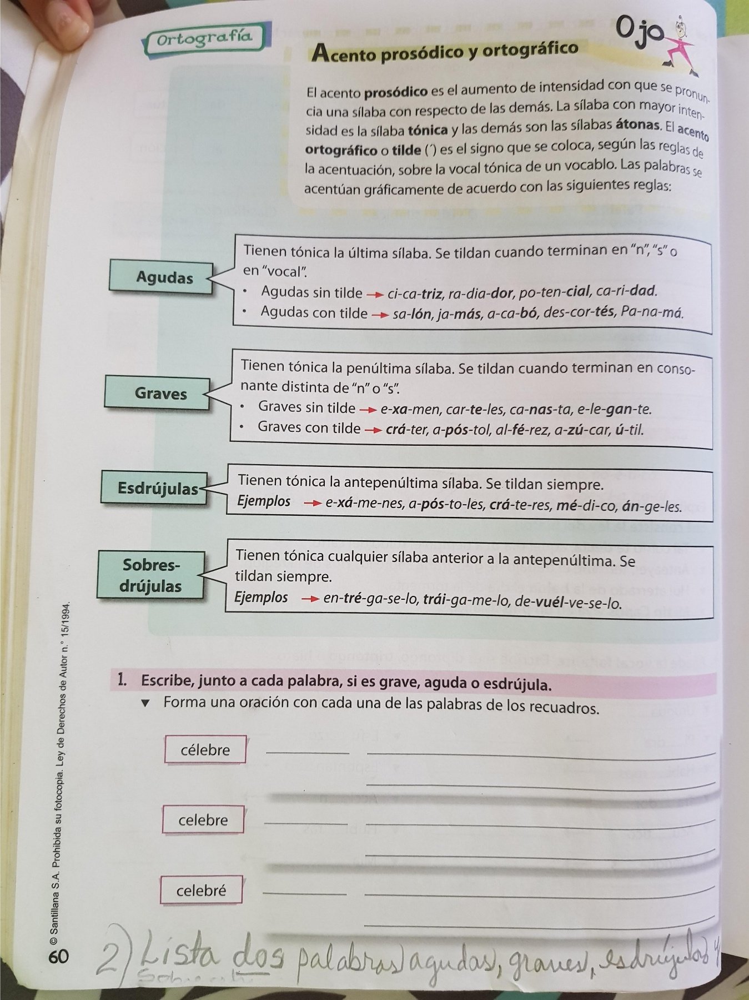 Ortografía
Ojo
Acento prosódico y ortográfico
El acento prosódico es el aumento de intensidad con que se pronun-
cia una sílaba con respecto de las demás. La sílaba con mayor inten-
sidad es la sílaba tónica y las demás son las sílabas átonas. El acento
ortográfico o tilde (´) es el signo que se coloca, según las reglas de
la acentuación, sobre la vocal tónica de un vocablo. Las palabras se
acentúan gráficamente de acuerdo con las siguientes reglas:
Agudas
Tienen tónica la última sílaba. Se tildan cuando terminan en “n”, “s” o
en “vocal”.
• Agudas sin tilde → ci-ca-triz, ra-dia-dor, po-ten-cial, ca-ri-dad.
• Agudas con tilde → sa-lón, ja-más, a-ca-bó, des-cor-tés, Pa-na-má.
Graves
Tienen tónica la penúltima sílaba. Se tildan cuando terminan en conso-
nante distinta de “n” o “s”.
• Graves sin tilde → e-xa-men, car-te-les, ca-nas-ta, e-le-gan-te.
• Graves con tilde → crá-ter, a-pós-tol, al-fé-rez, a-zú-car, ú-til.
Esdrújulas
Tienen tónica la antepenúltima sílaba. Se tildan siempre.
Ejemplos → e-xá-me-nes, a-pós-to-les, crá-te-res, mé-di-co, án-ge-les.
Sobres-
drújulas
Tienen tónica cualquier sílaba anterior a la antepenúltima. Se
tildan siempre.
Ejemplos → en-tré-ga-se-lo, trái-ga-me-lo, de-vuél-ve-se-lo.
1. Escribe, junto a cada palabra, si es grave, aguda o esdrújula.
▼ Forma una oración con cada una de las palabras de los recuadros.
célebre
celebre
celebré
© Santillana S.A. Prohibida su fotocopia. Ley de Derechos de Autor n.° 15/1994.
60
2) Lista dos palabras agudas, graves, esdrújulas y